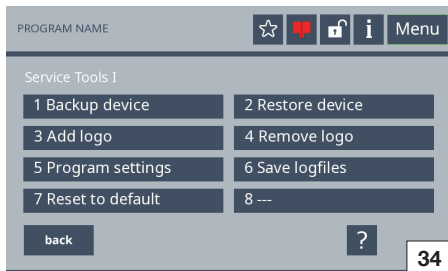 PROGRAM NAME i Menu
Service Tools I
1 Backup device 2 Restore device
3 Add logo 4 Remove logo
5 Program settings 6 Save logfiles
7 Reset to default 8 ---
back ?
34